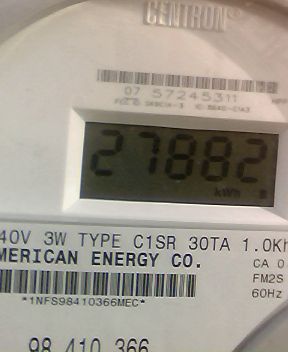 CENTRON®
07 57245311
27882
kWh
40V 3W TYPE C1SR 30TA 1.0Kh
MERICAN ENERGY CO.
CA 0
FM2S
60Hz
*1NFS98410366MEC*
98 410 366